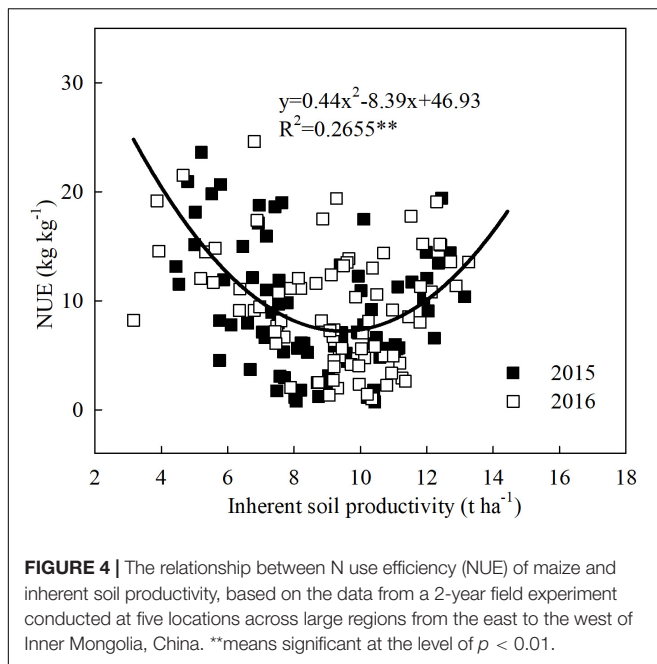 30
20
10
0
NUE (kg kg⁻¹)
y=0.44x²-8.39x+46.93
R²=0.2655**
2015
2016
2 4 6 8 10 12 14 16 18
Inherent soil productivity (t ha⁻¹)
FIGURE 4 | The relationship between N use efficiency (NUE) of maize and
inherent soil productivity, based on the data from a 2-year field experiment
conducted at five locations across large regions from the east to the west of
Inner Mongolia, China. **means significant at the level of p < 0.01.